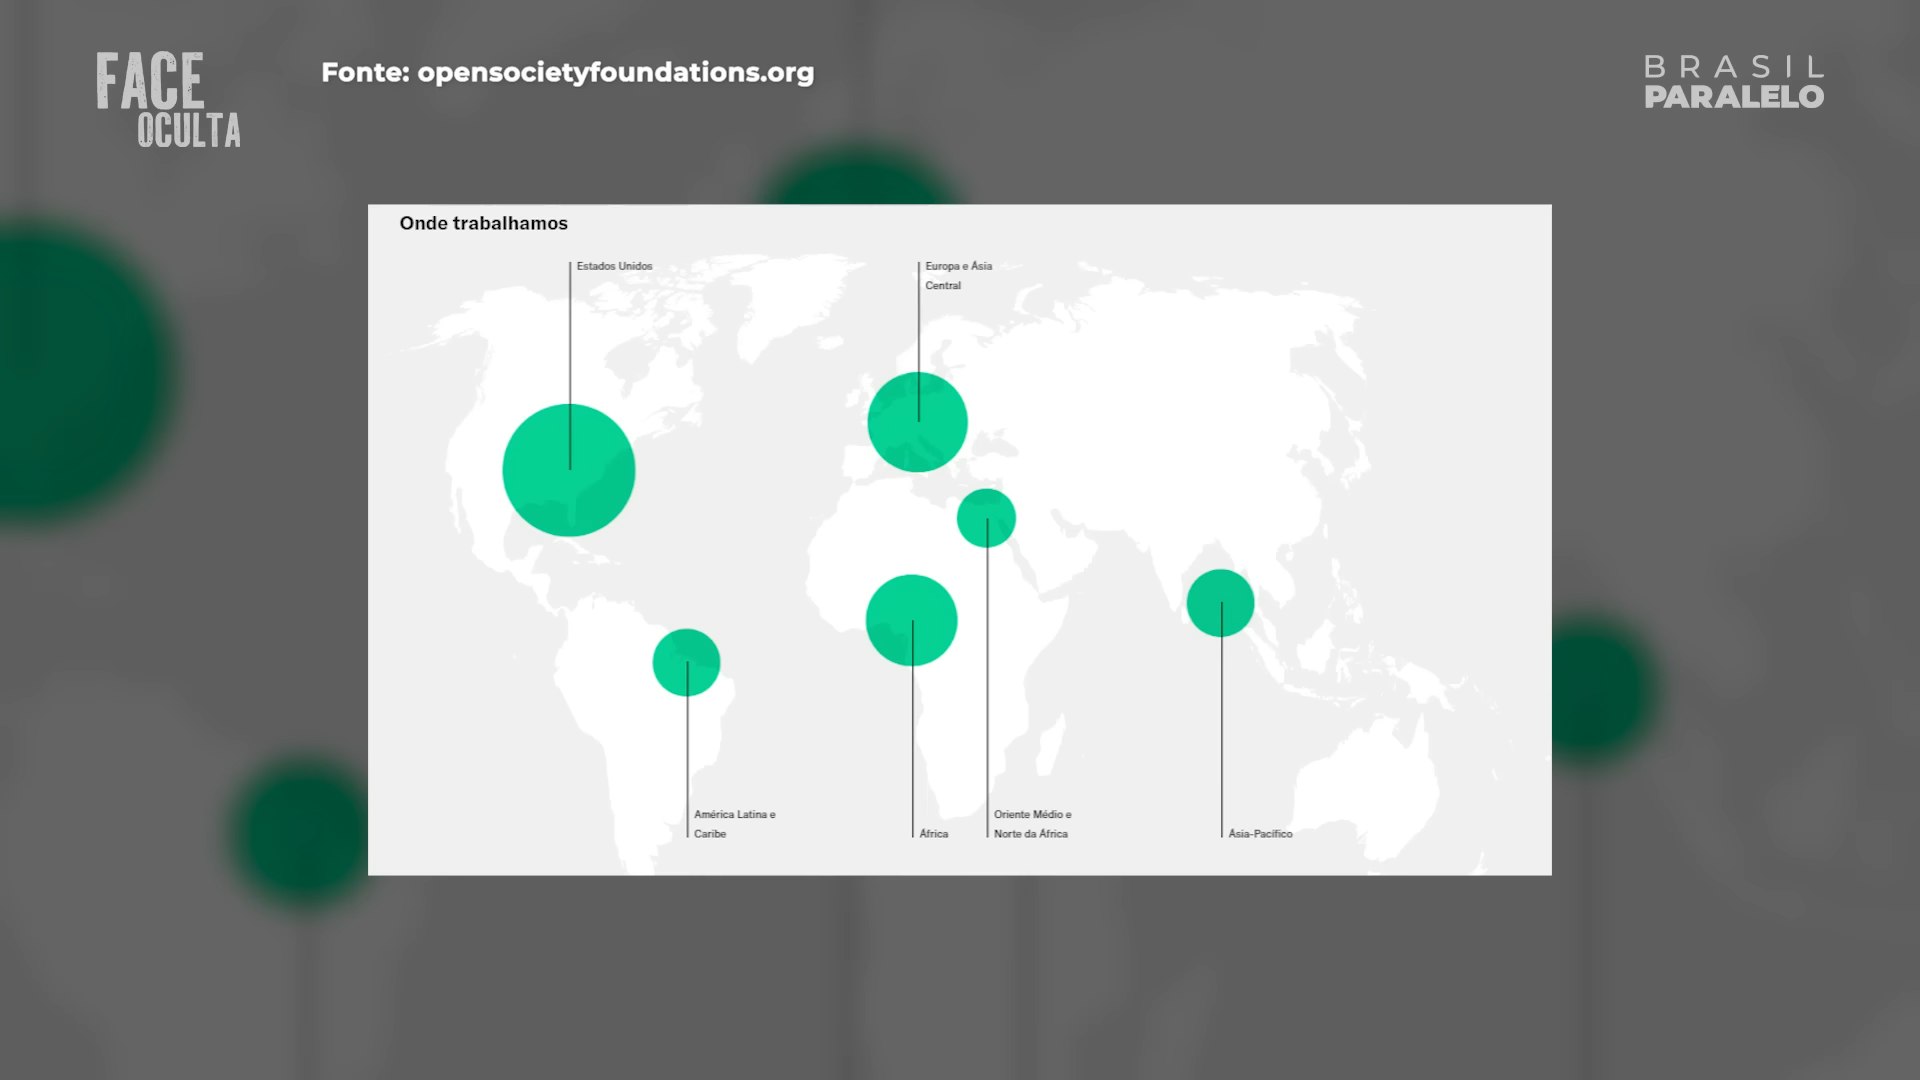 FACE
OCULTA
Fonte: opensocietyfoundations.org
BRASIL
PARALELO
Onde trabalhamos
Estados Unidos
Europa e Ásia
Central
América Latina e
Caribe
África
Oriente Médio e
Norte da África
Ásia-Pacífico